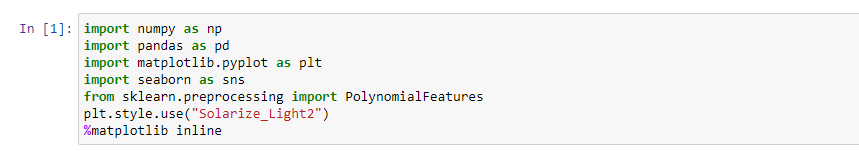 In [1]: import numpy as np
import pandas as pd
import matplotlib.pyplot as plt
import seaborn as sns
from sklearn.preprocessing import PolynomialFeatures
plt.style.use("Solarize_Light2")
%matplotlib inline